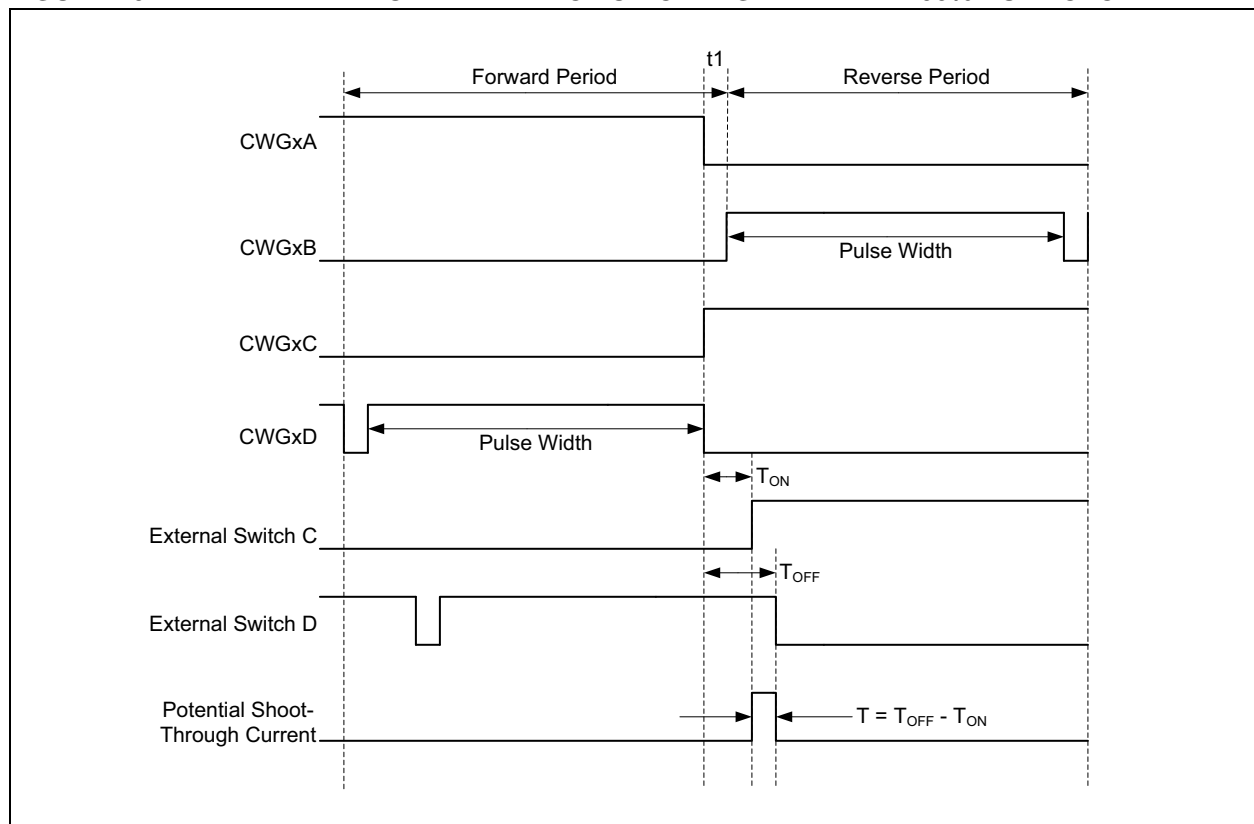 t1
Forward Period
Reverse Period
CWGxA
CWGxB
Pulse Width
CWGxC
CWGxD
Pulse Width
TON
External Switch C
TOFF
External Switch D
Potential Shoot-
Through Current
T = TOFF - TON